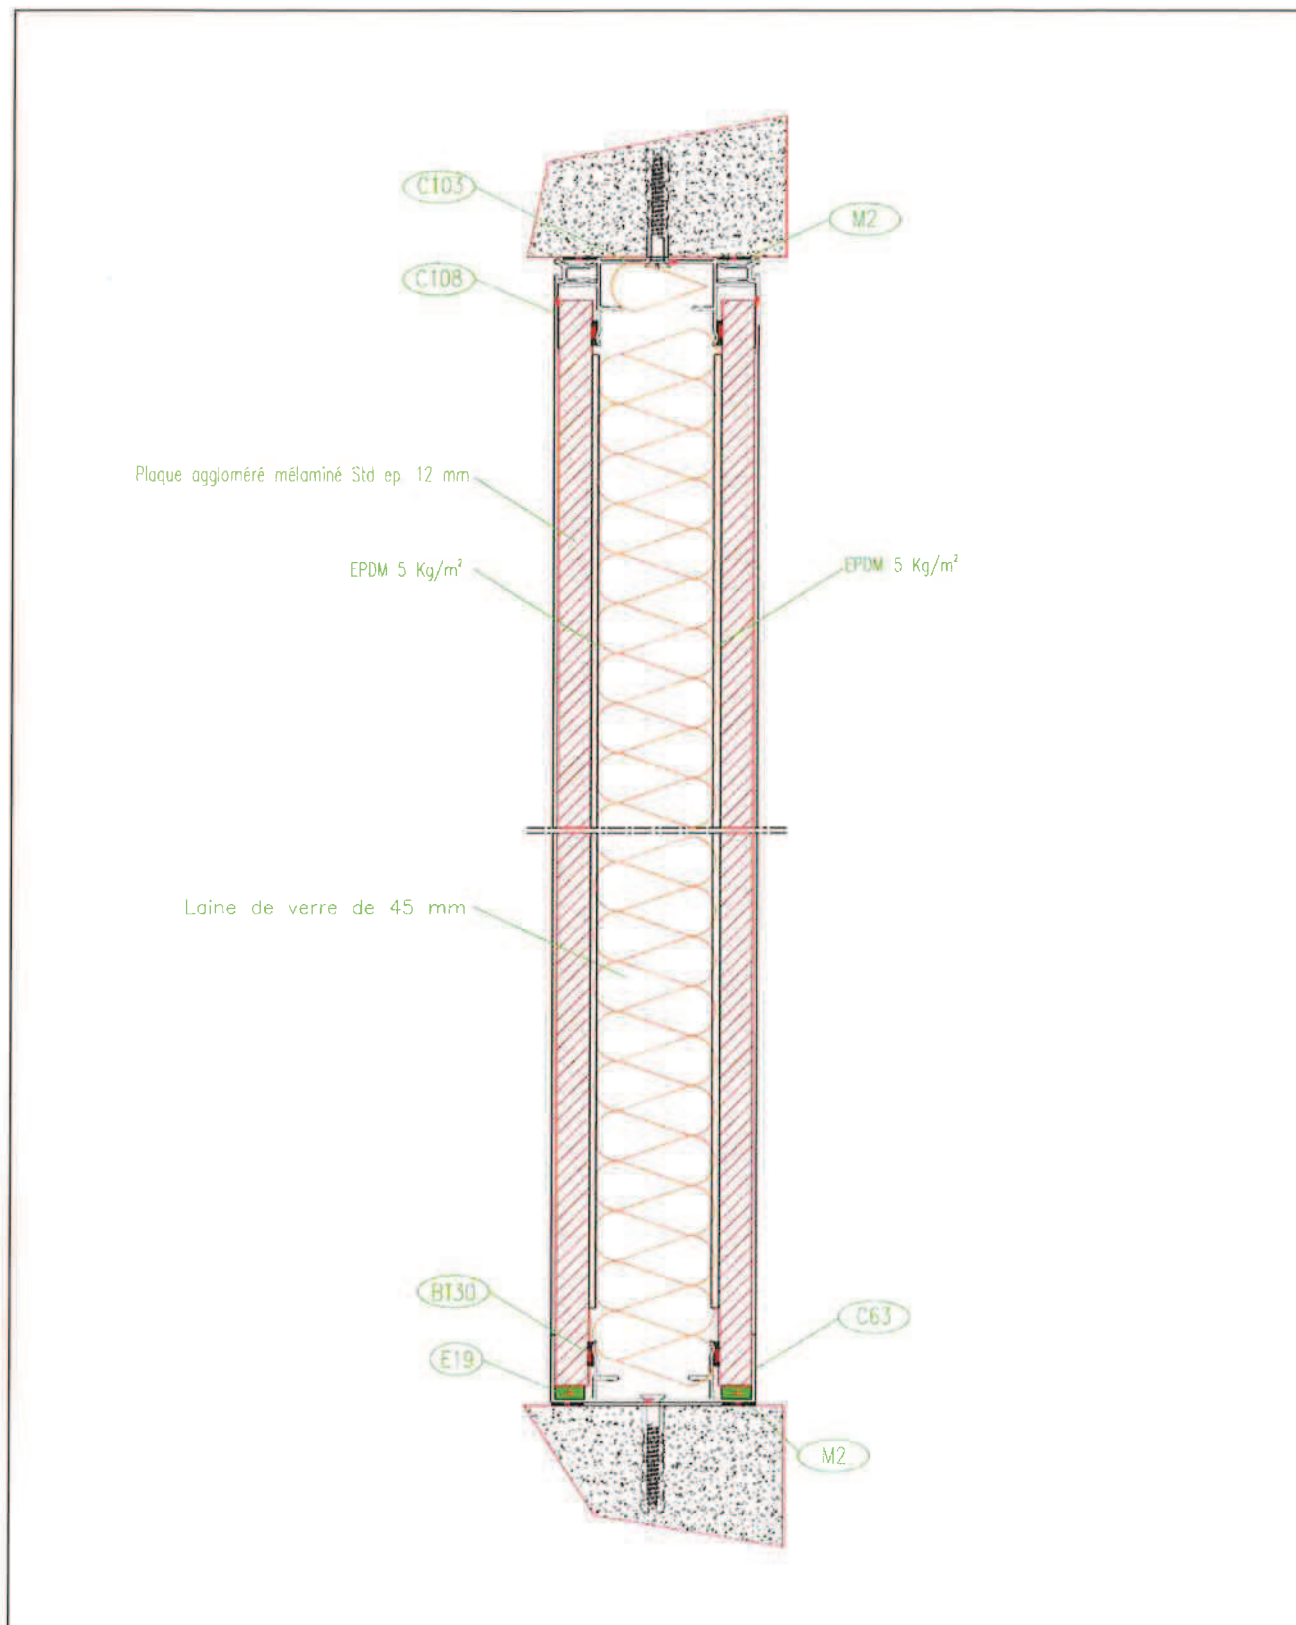 C103
M2
C108
Plaque aggloméré mélaminé Std ep. 12 mm
EPDM 5 Kg/m²
EPDM 5 Kg/m²
Laine de verre de 45 mm
BT30
C63
E19
M2